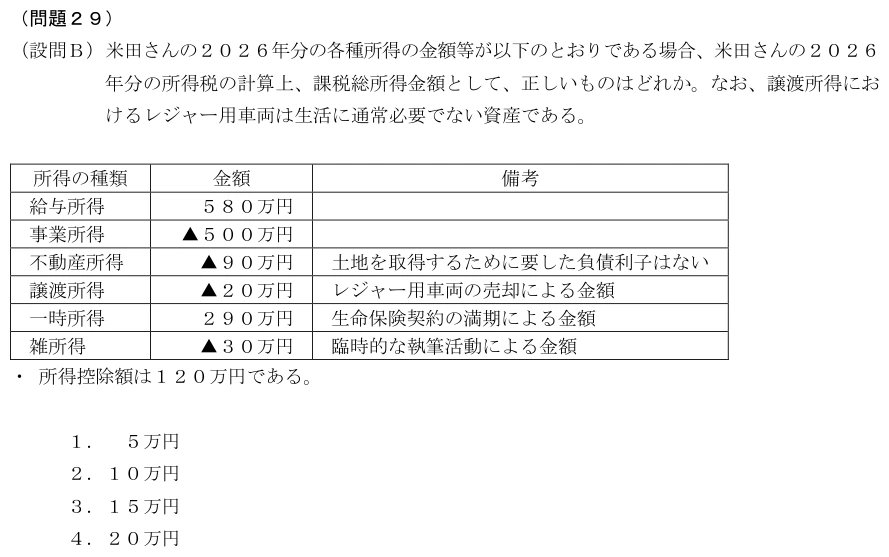 （問題２９）
（設問Ｂ）米田さんの２０２６年分の各種所得の金額等が以下のとおりである場合、米田さんの２０２６
年分の所得税の計算上、課税総所得金額として、正しいものはどれか。なお、譲渡所得にお
けるレジャー用車両は生活に通常必要でない資産である。
所得の種類 金額 備考
給与所得 ５８０万円
事業所得 ▲５００万円
不動産所得 ▲９０万円 土地を取得するために要した負債利子はない
譲渡所得 ▲２０万円 レジャー用車両の売却による金額
一時所得 ２９０万円 生命保険契約の満期による金額
雑所得 ▲３０万円 臨時的な執筆活動による金額
・ 所得控除額は１２０万円である。
１． ５万円
２．１０万円
３．１５万円
４．２０万円